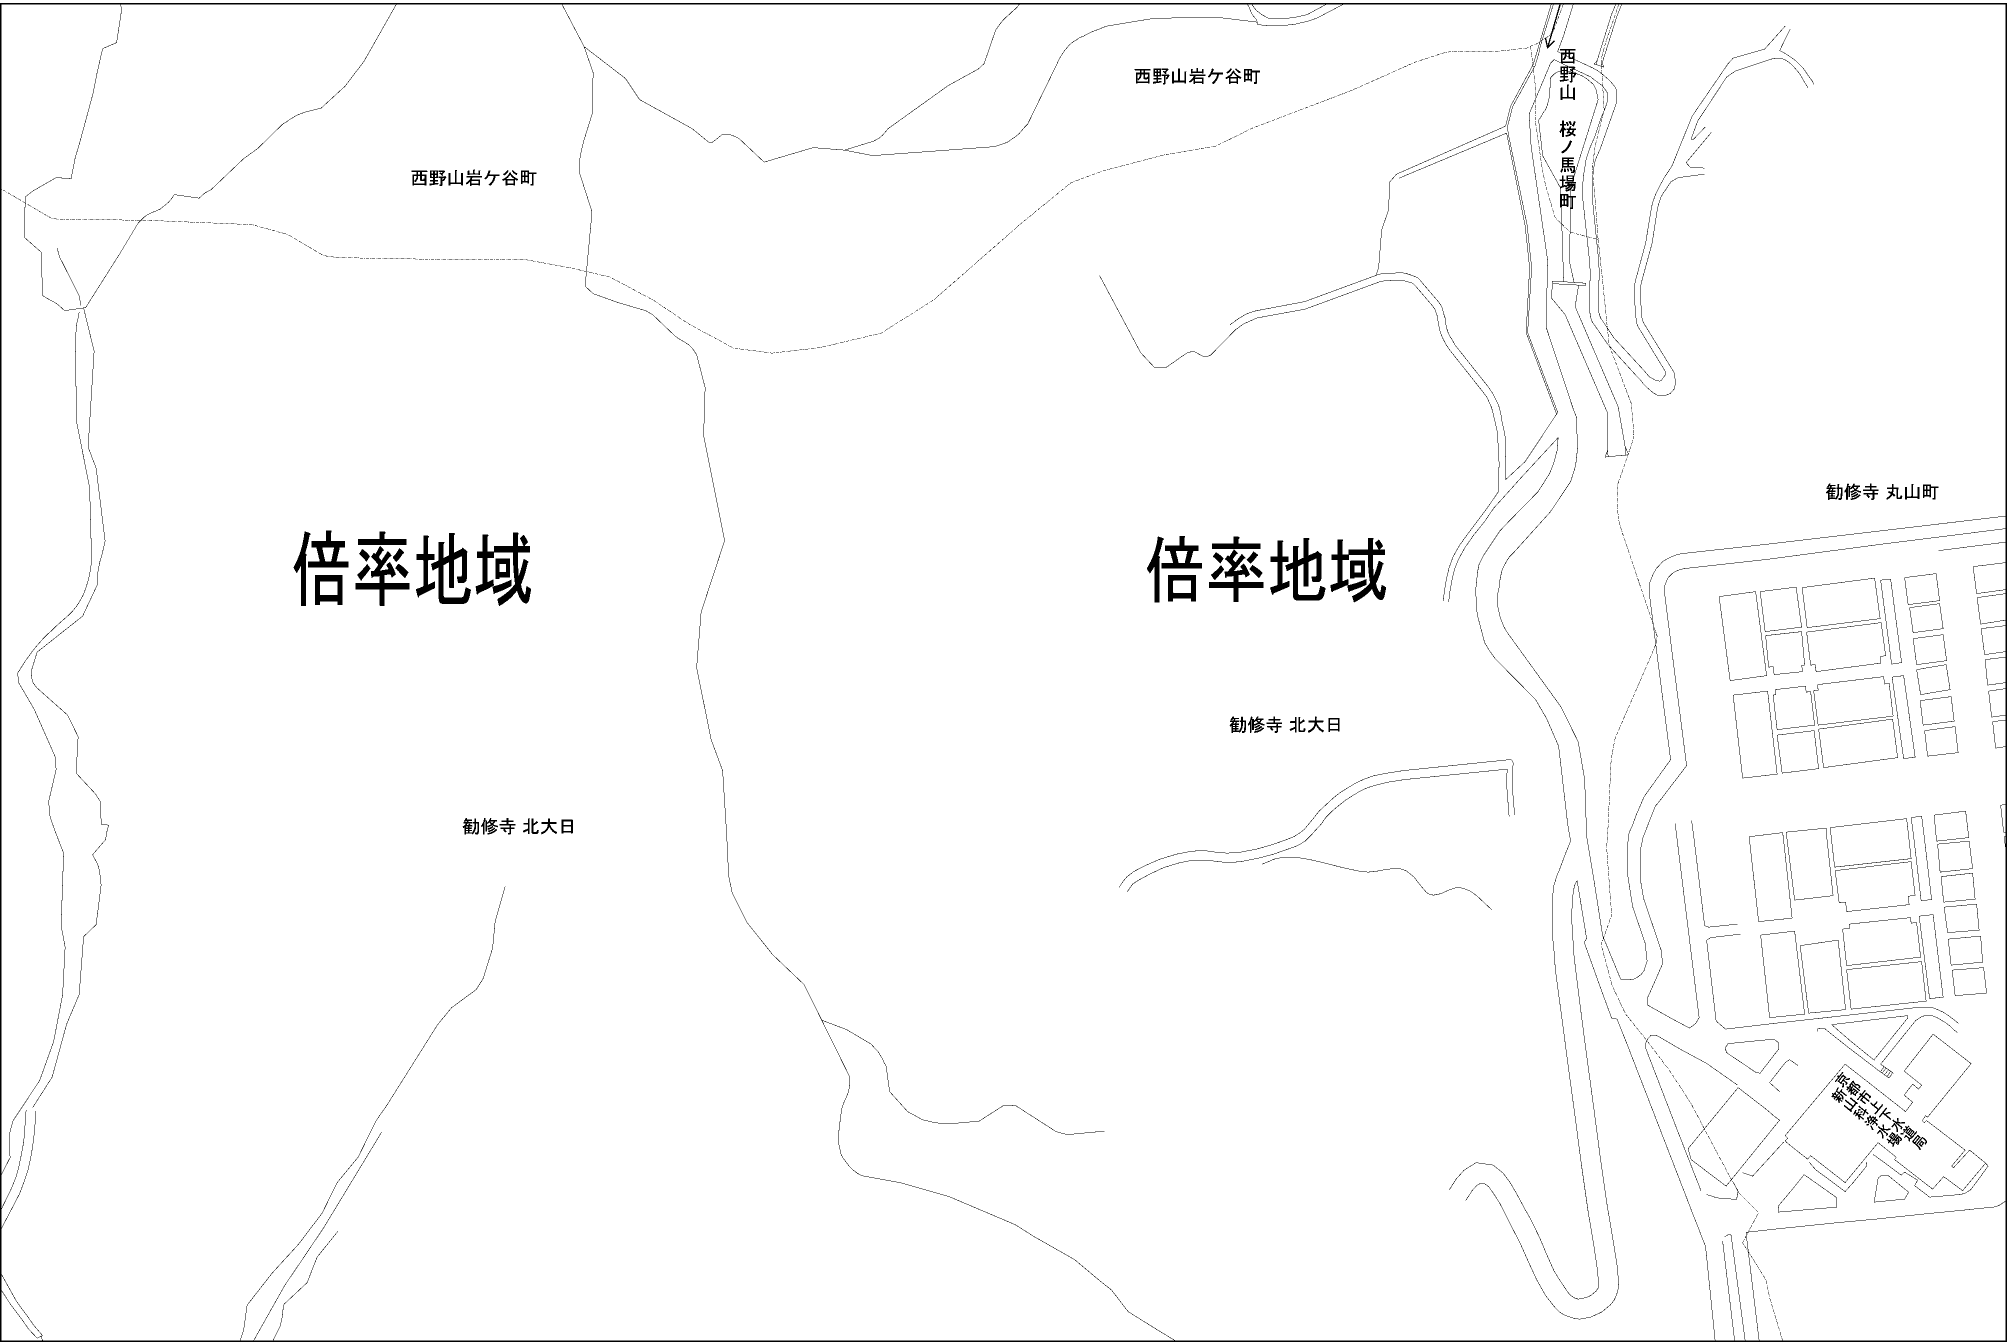 西野山岩ケ谷町
西野山 桜ノ馬場町
西野山岩ケ谷町
勧修寺 丸山町
倍率地域
倍率地域
勧修寺 北大日
勧修寺 北大日
京都市上下水道局
新山科浄水場